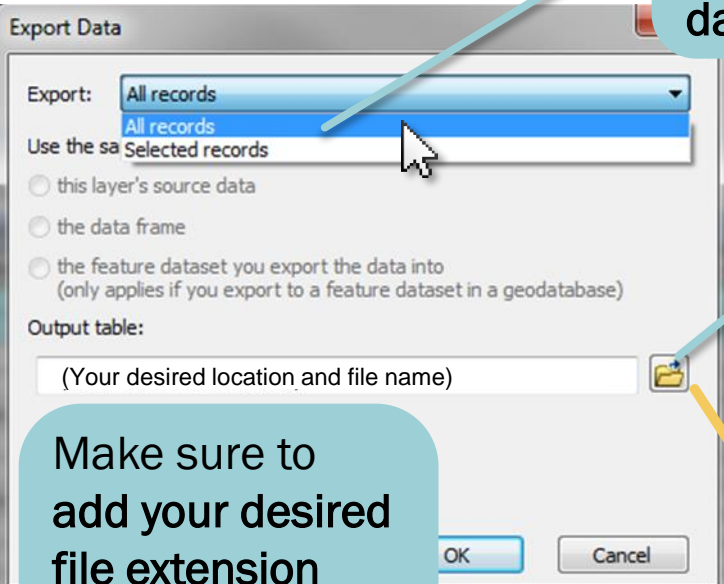 Export Data
da
Export: All records
All records
Selected records
Use the sa
this layer's source data
the data frame
the feature dataset you export the data into
(only applies if you export to a feature dataset in a geodatabase)
Output table:
(Your desired location and file name)
Make sure to
add your desired
file extension
OK Cancel